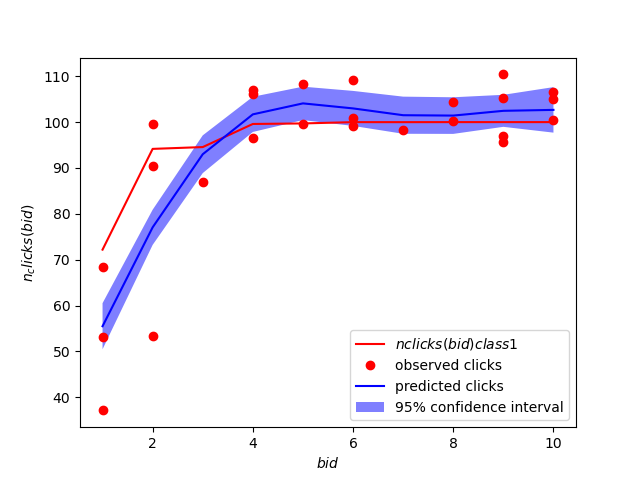 110
100
90
80
70
60
50
40
n_clicks(bid)
nclicks(bid)class1
observed clicks
predicted clicks
95% confidence interval
2 4 6 8 10
bid